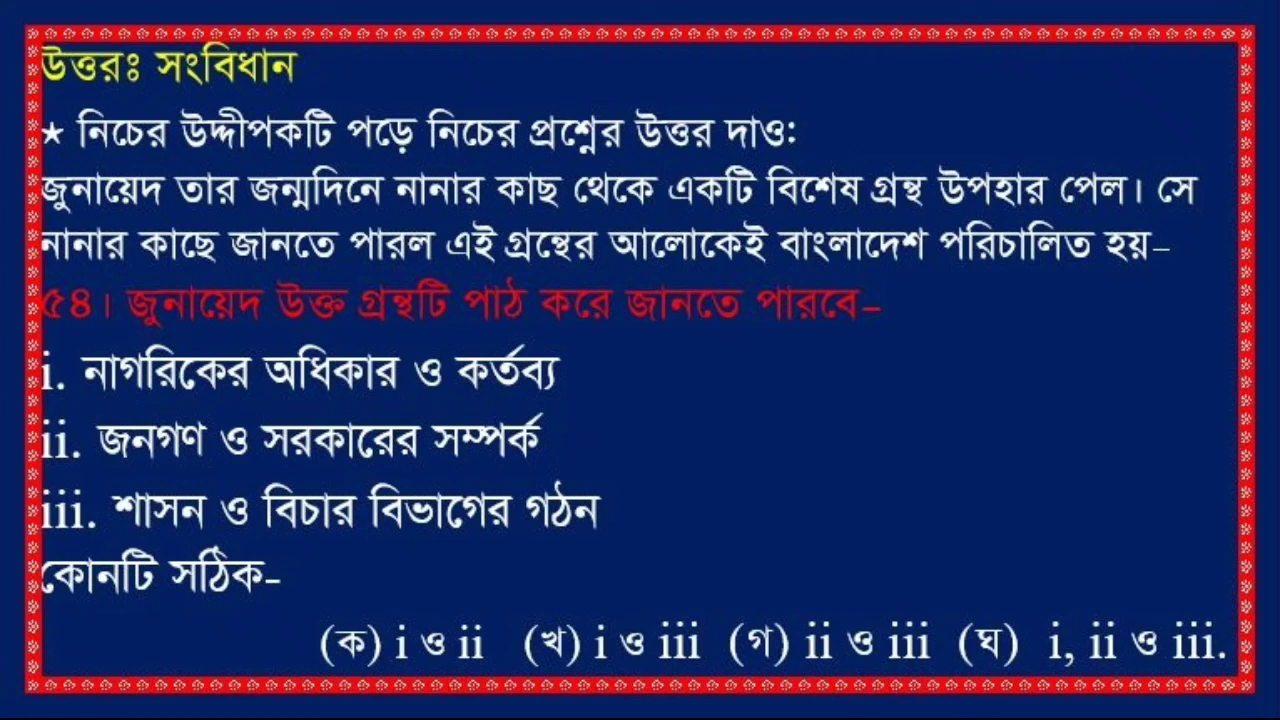 উত্তরঃ সংবিধান
★ নিচের উদ্দীপকটি পড়ে নিচের প্রশ্নের উত্তর দাও:
জুনায়েদ তার জন্মদিনে নানার কাছ থেকে একটি বিশেষ গ্রন্থ উপহার পেল। সে
নানার কাছে জানতে পারল এই গ্রন্থের আলোকেই বাংলাদেশ পরিচালিত হয়–
৫৪। জুনায়েদ উক্ত গ্রন্থটি পাঠ করে জানতে পারবে–
i. নাগরিকের অধিকার ও কর্তব্য
ii. জনগণ ও সরকারের সম্পর্ক
iii. শাসন ও বিচার বিভাগের গঠন
কোনটি সঠিক-
(ক) i ও ii (খ) i ও iii (গ) ii ও iii (ঘ) i, ii ও iii.